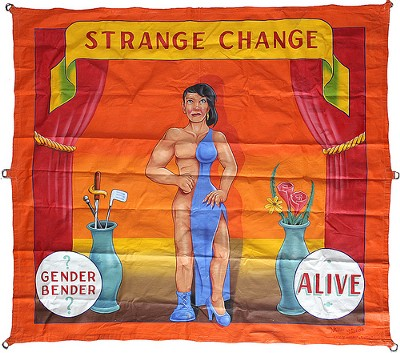 STRANGE CHANGE
?
GENDER
BENDER
?
ALIVE